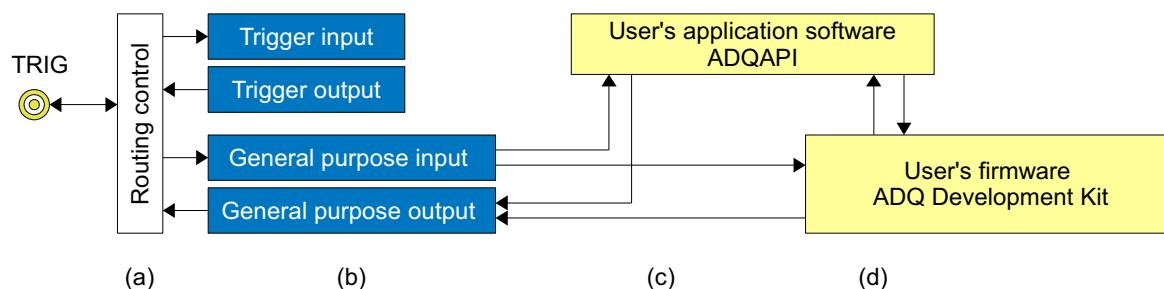 TRIG
Routing control
Trigger input
Trigger output
General purpose input
General purpose output
User's application software
ADQAPI
User's firmware
ADQ Development Kit
(a)
(b)
(c)
(d)